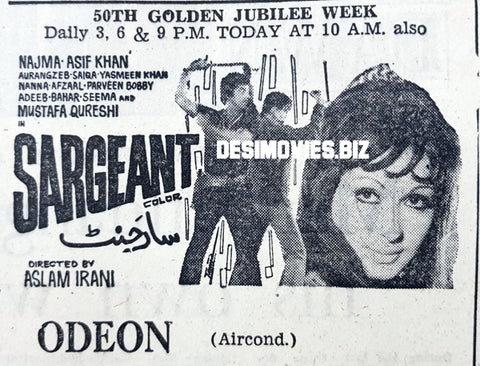 50TH GOLDEN JUBILEE WEEK
Daily 3, 6 & 9 P.M. TODAY AT 10 A.M. also
NAJMA·ASIF KHAN
AURANGZEB·SAIQA·YASMEEN KHAN
NANNA·AFZAAL·PARVEEN BOBBY
ADEEB·BAHAR·SEEMA AND
MUSTAFA QURESHI
IN
SARGEANT
COLOR
سارجینٹ
DESIMOVIES.BIZ
DIRECTED BY
ASLAM IRANI
ODEON (Aircond.)